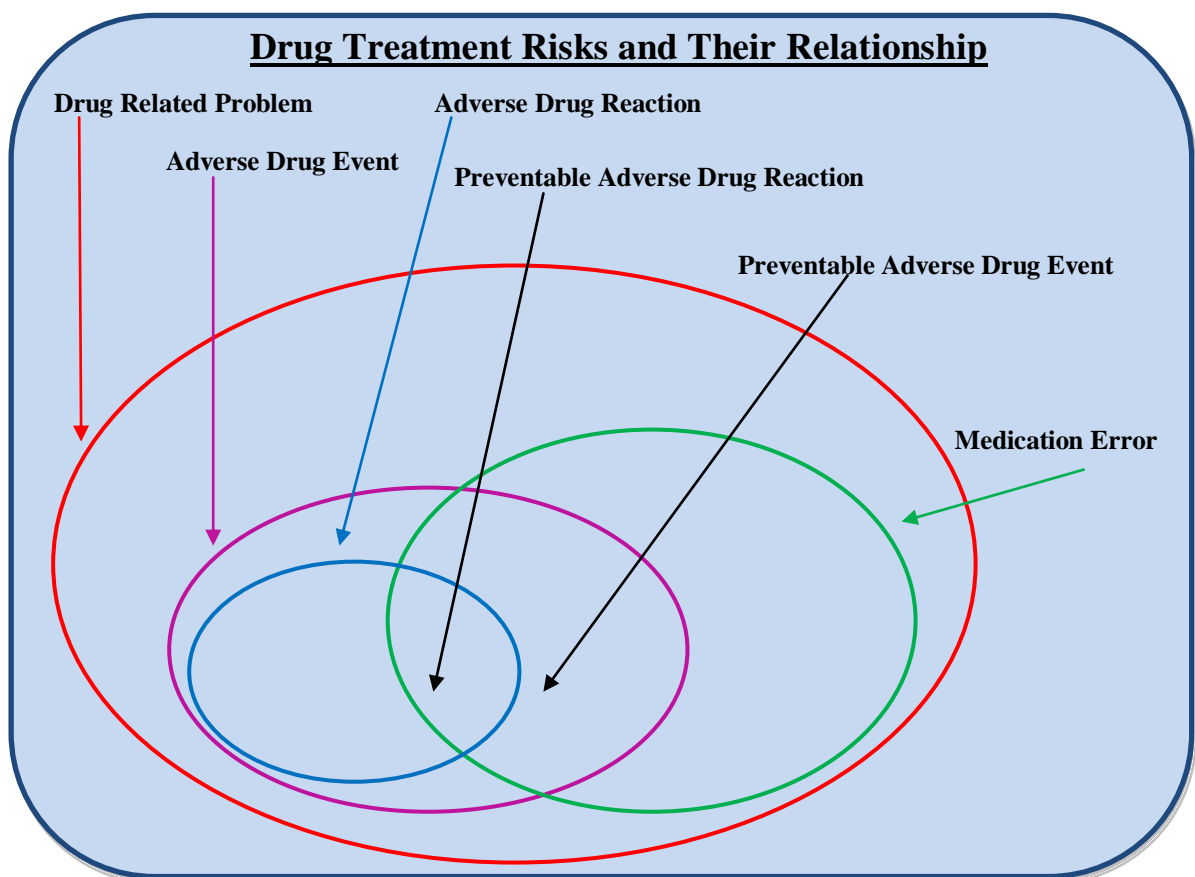 Drug Treatment Risks and Their Relationship
Drug Related Problem
Adverse Drug Reaction
Adverse Drug Event
Preventable Adverse Drug Reaction
Preventable Adverse Drug Event
Medication Error